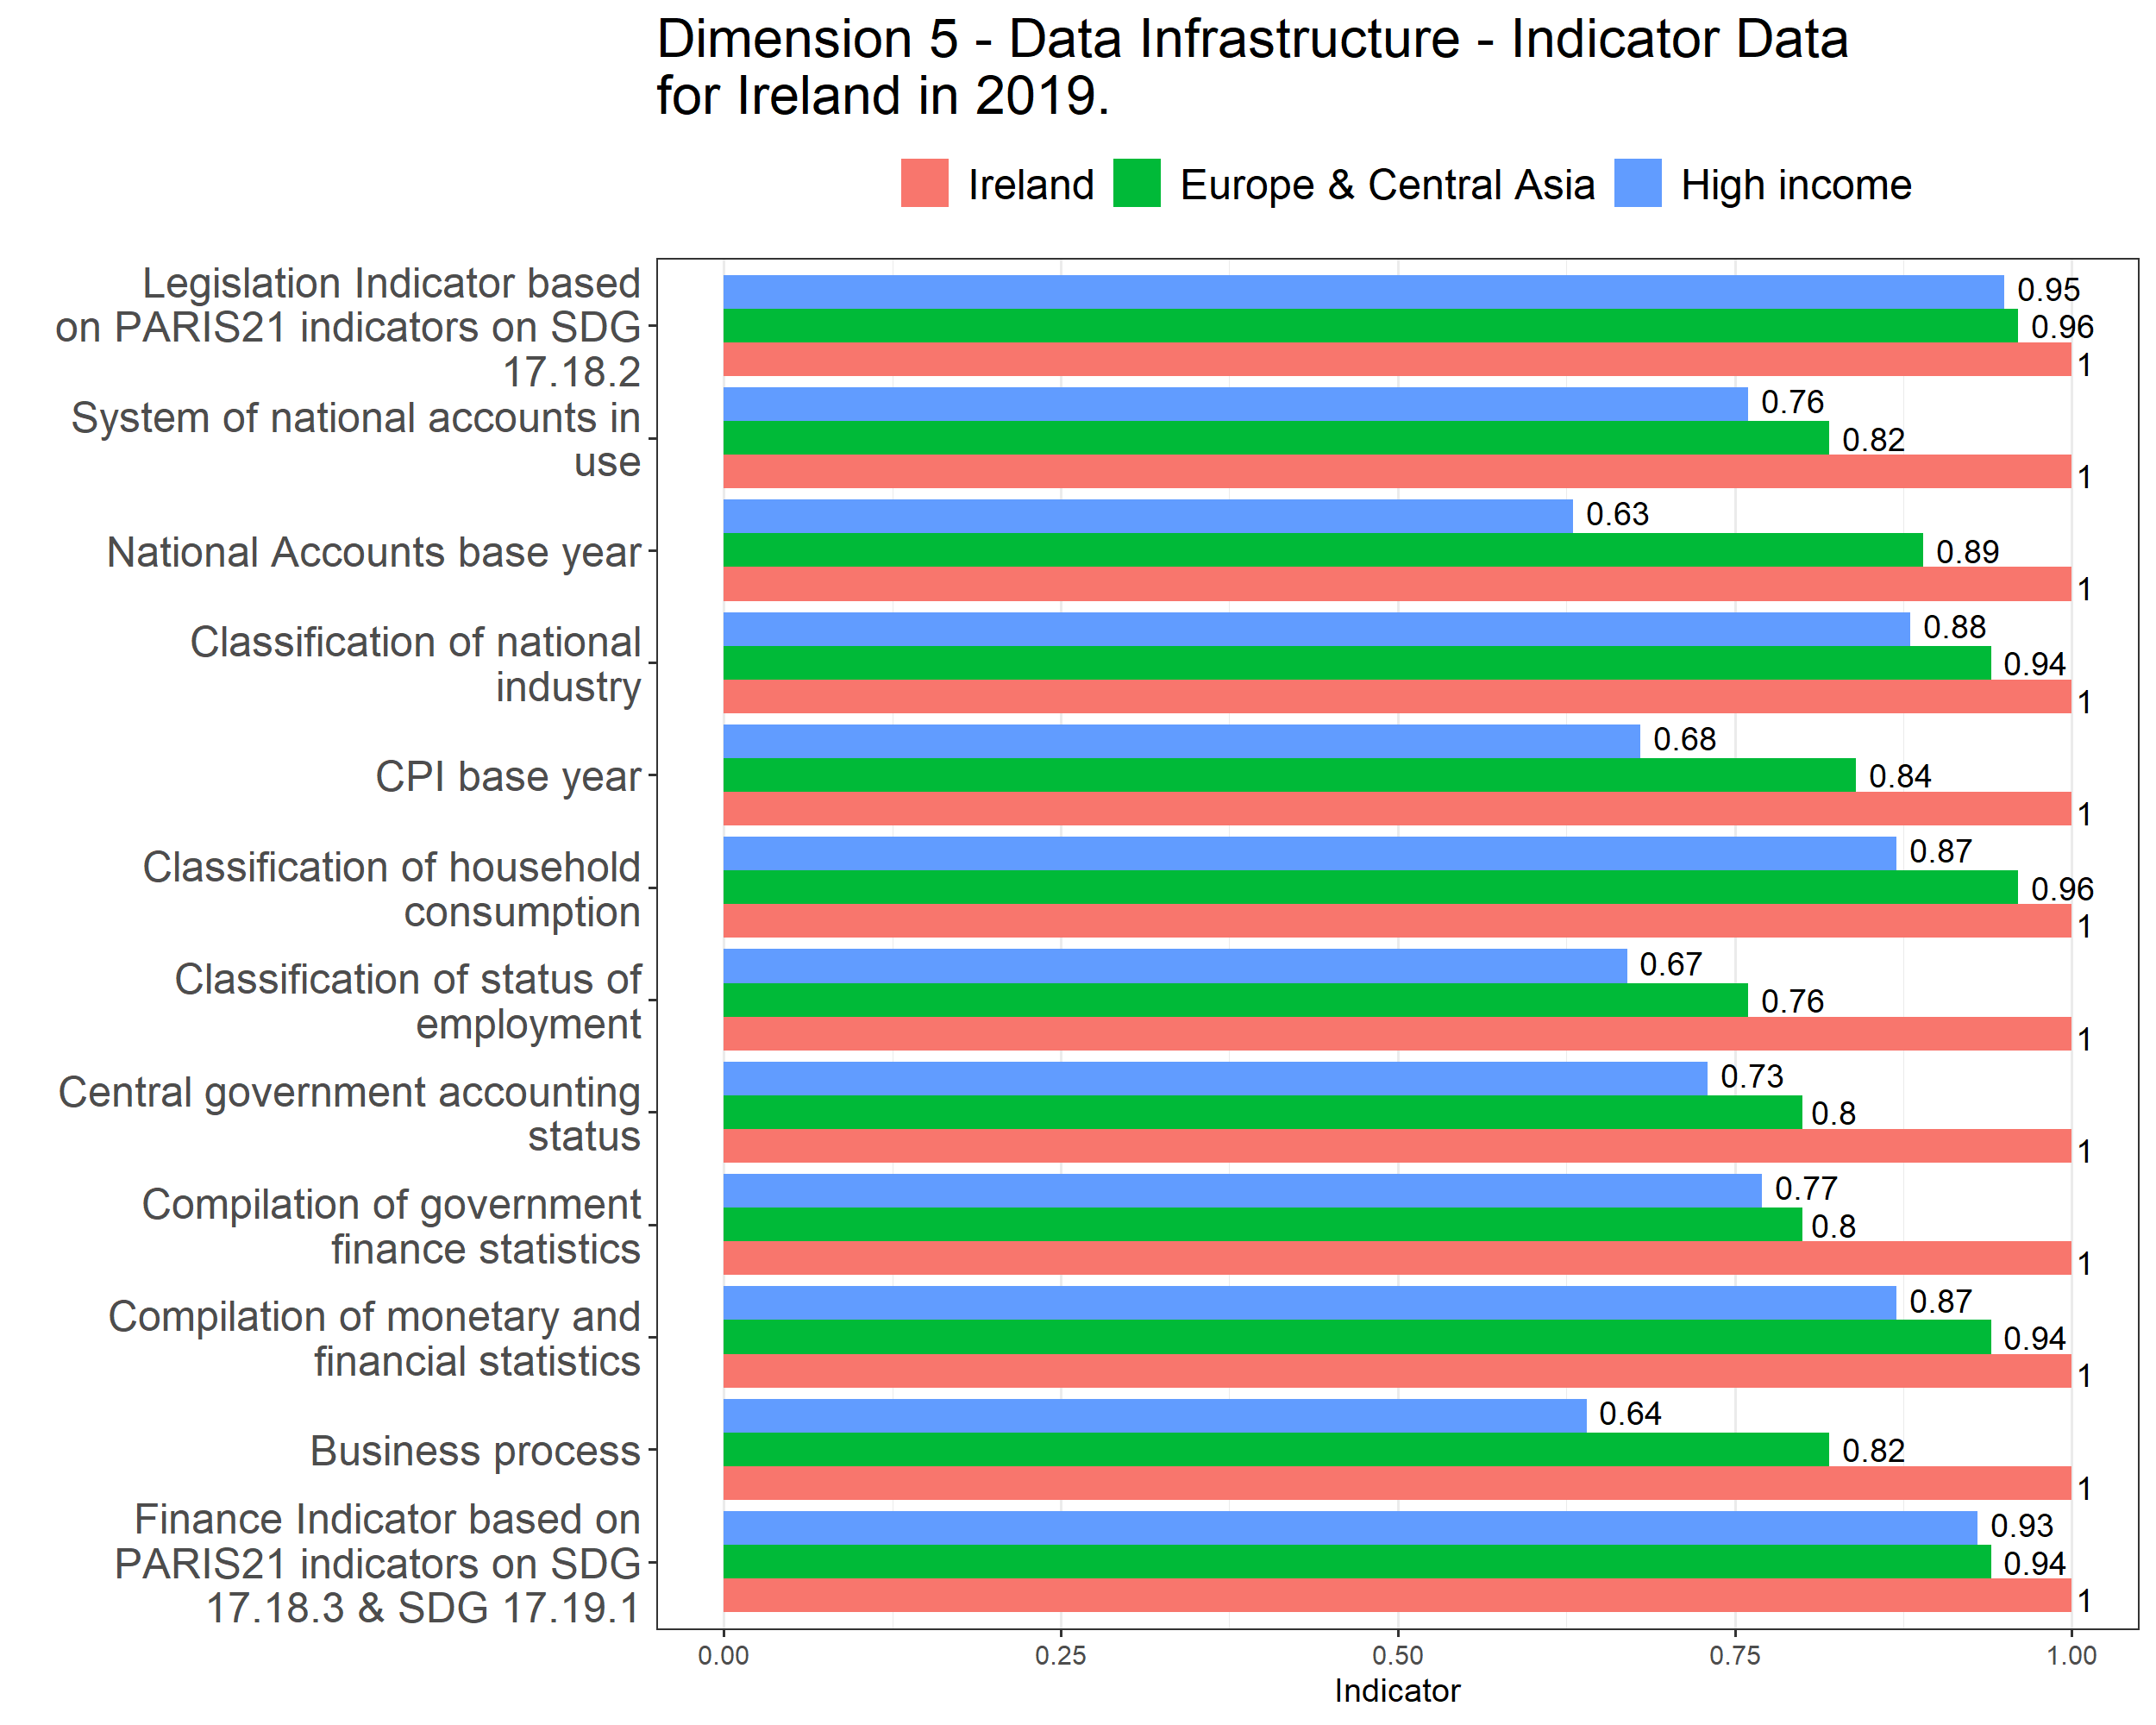 Dimension 5 - Data Infrastructure - Indicator Data
for Ireland in 2019.
Ireland
Europe & Central Asia
High income
Legislation Indicator based
on PARIS21 indicators on SDG
17.18.2
0.95
0.96
1
System of national accounts in
use
0.76
0.82
1
National Accounts base year
0.63
0.89
1
Classification of national
industry
0.88
0.94
1
CPI base year
0.68
0.84
1
Classification of household
consumption
0.87
0.96
1
Classification of status of
employment
0.67
0.76
1
Central government accounting
status
0.73
0.8
1
Compilation of government
finance statistics
0.77
0.8
1
Compilation of monetary and
financial statistics
0.87
0.94
1
Business process
0.64
0.82
1
Finance Indicator based on
PARIS21 indicators on SDG
17.18.3 & SDG 17.19.1
0.93
0.94
1
0.00
0.25
0.50
0.75
1.00
Indicator